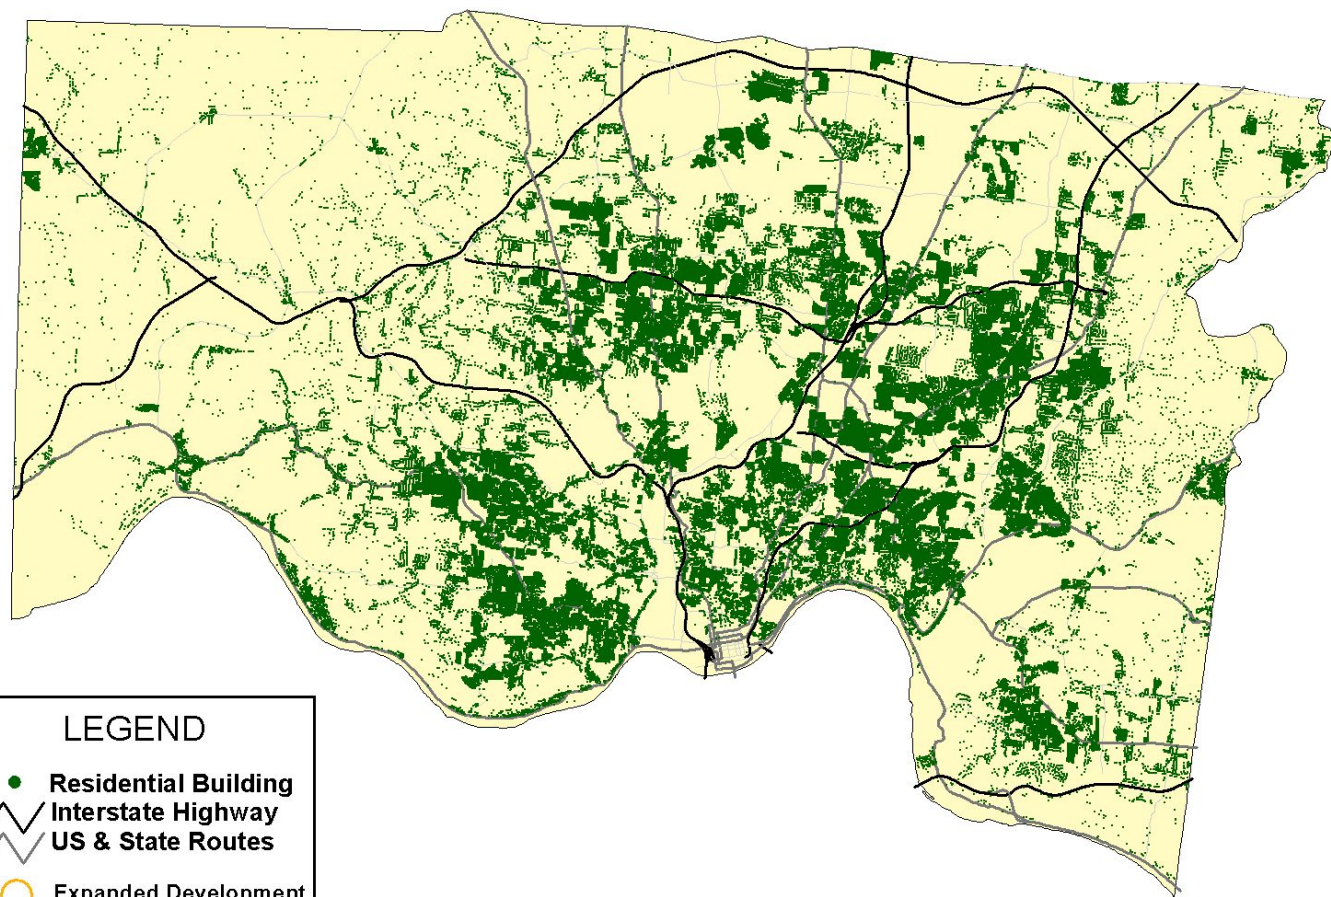 LEGEND
Residential Building
Interstate Highway
US & State Routes
Expanded Development